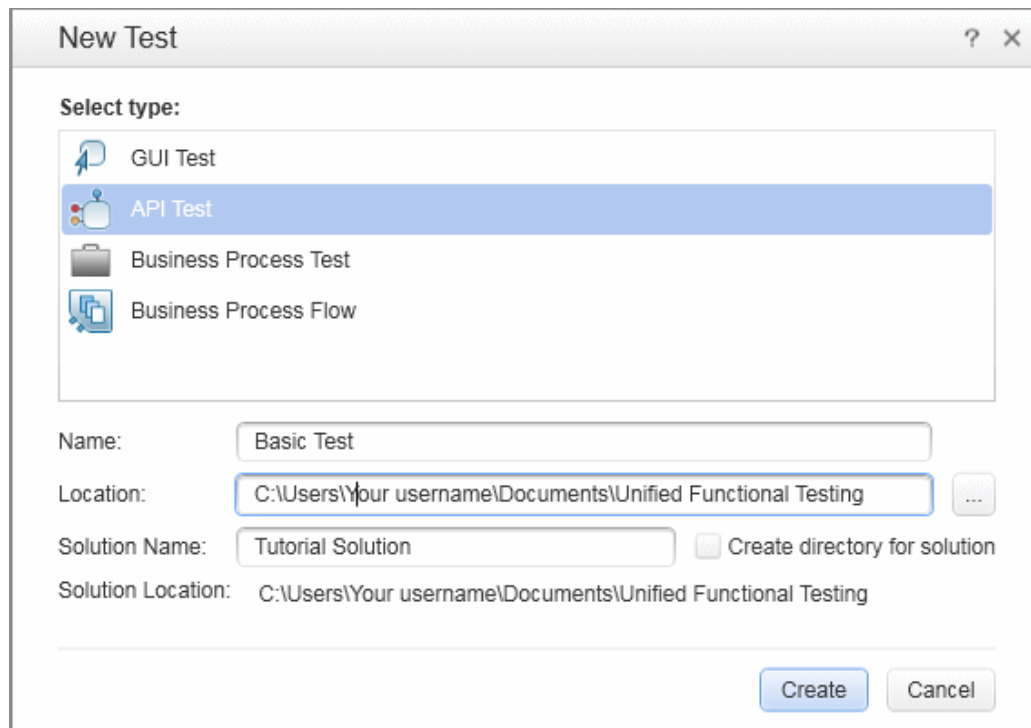 New Test ? ×
Select type:
GUI Test
API Test
Business Process Test
Business Process Flow
Name: Basic Test
Location: C:\Users\Your username\Documents\Unified Functional Testing ...
Solution Name: Tutorial Solution Create directory for solution
Solution Location: C:\Users\Your username\Documents\Unified Functional Testing
Create Cancel